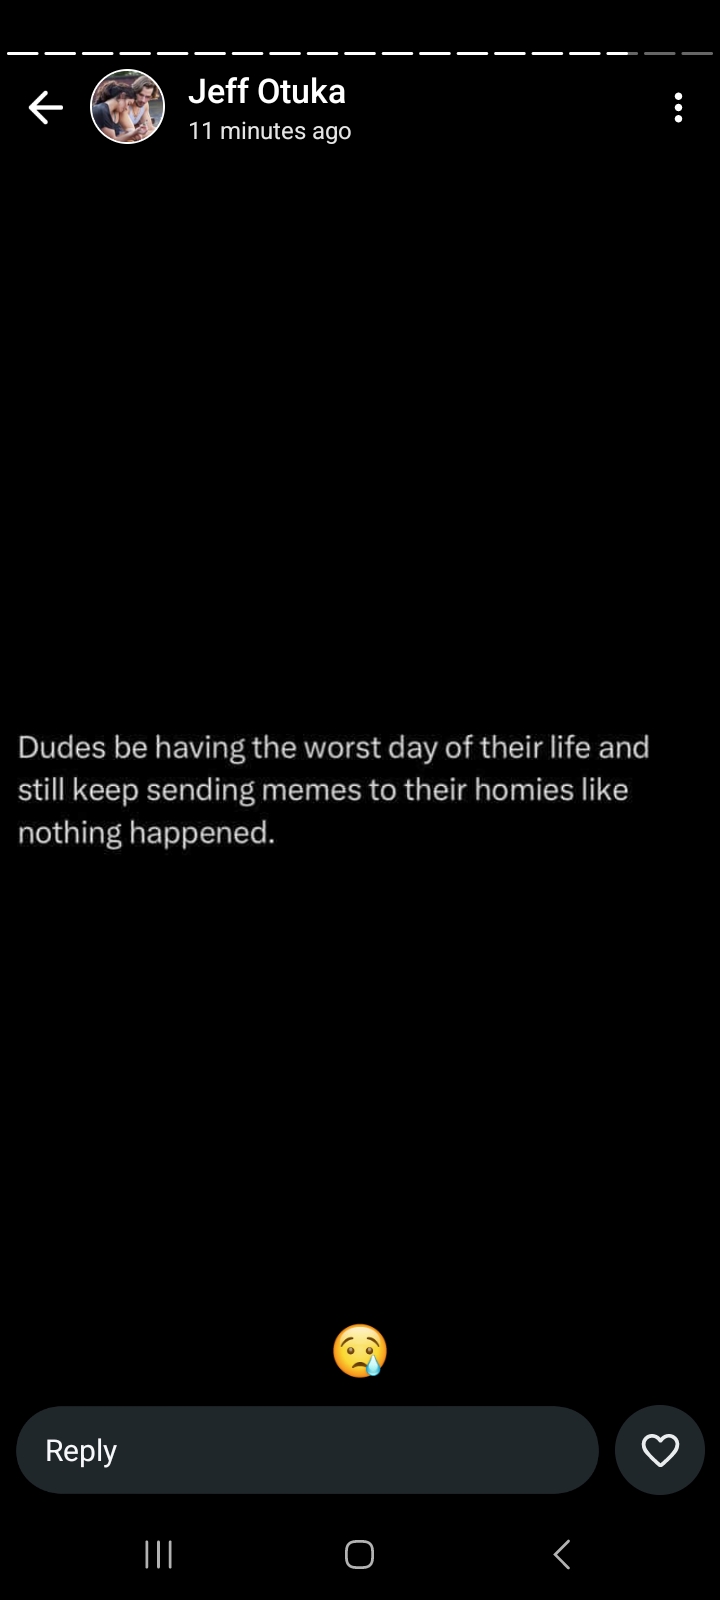 Jeff Otuka
11 minutes ago
Dudes be having the worst day of their life and
still keep sending memes to their homies like
nothing happened.
😢
Reply